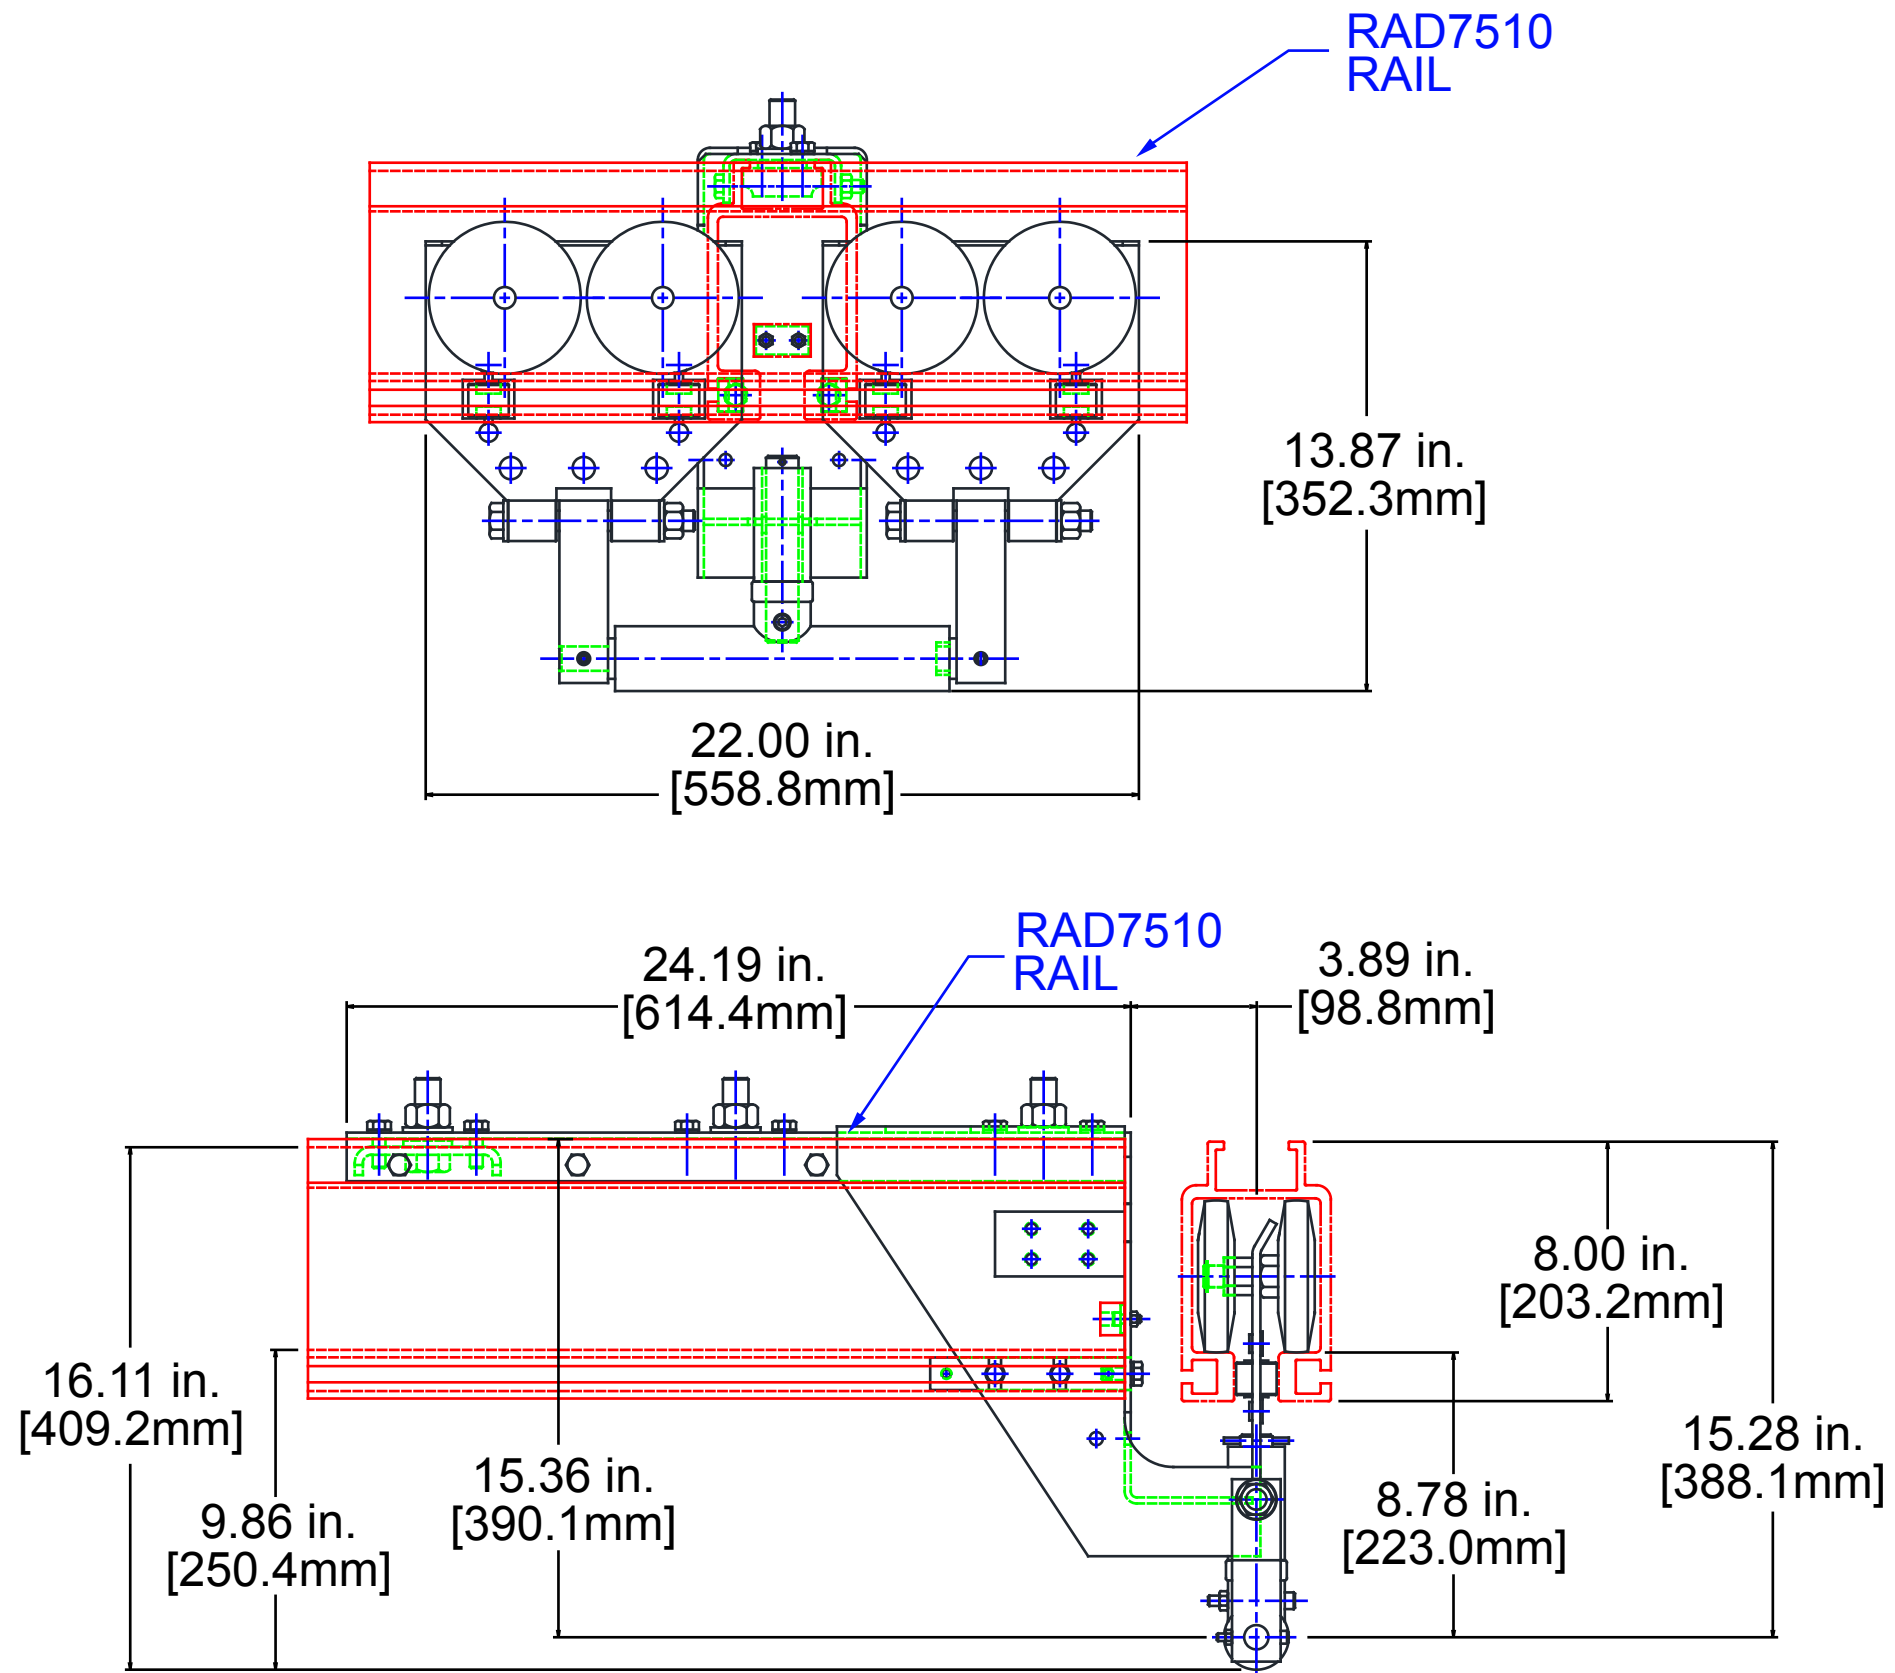 RAD7510
RAIL
13.87 in.
[352.3mm]
22.00 in.
[558.8mm]
RAD7510
RAIL
24.19 in.
[614.4mm]
3.89 in.
[98.8mm]
8.00 in.
[203.2mm]
16.11 in.
[409.2mm]
15.28 in.
[388.1mm]
15.36 in.
[390.1mm]
8.78 in.
[223.0mm]
9.86 in.
[250.4mm]